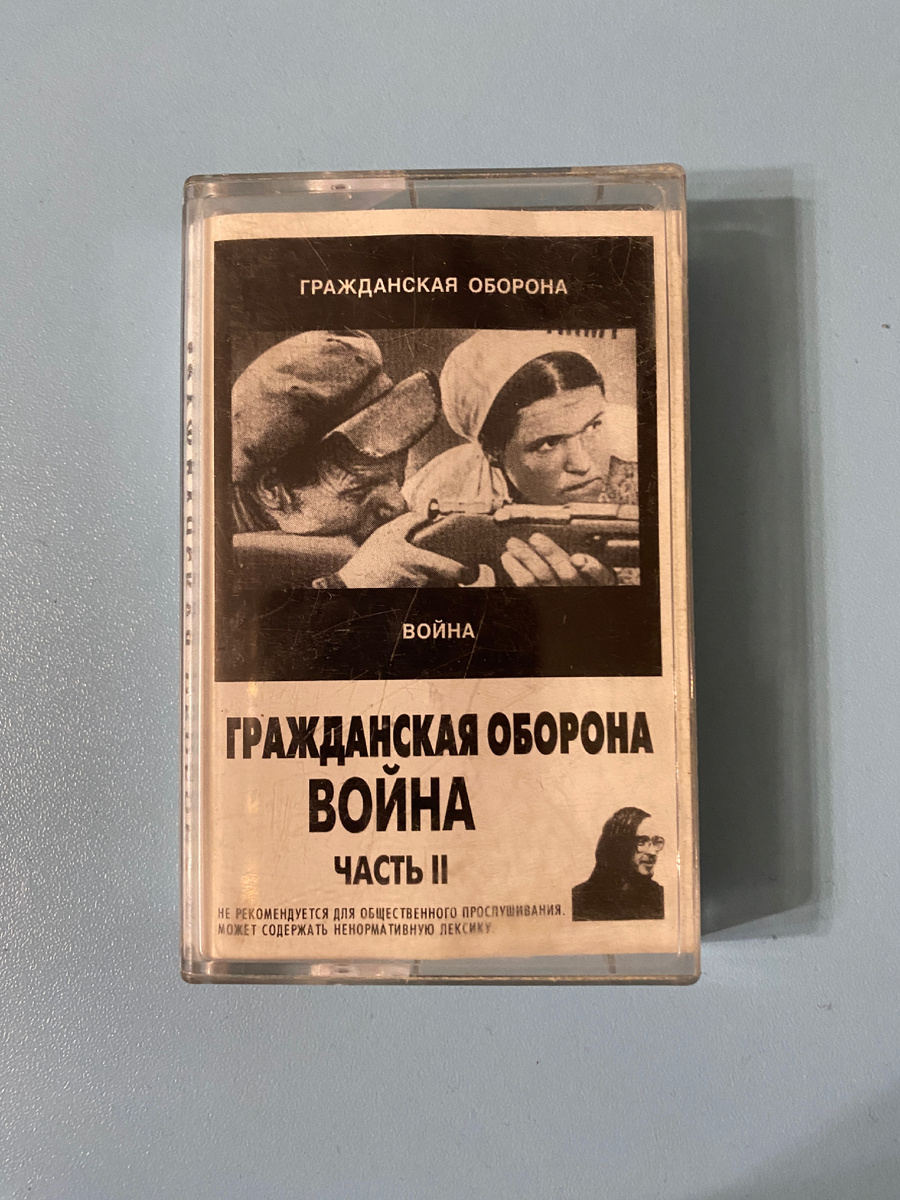 ГРАЖДАНСКАЯ ОБОРОНА
ВОЙНА
ГРАЖДАНСКАЯ ОБОРОНА
ВОЙНА
ЧАСТЬ II
НЕ РЕКОМЕНДУЕТСЯ ДЛЯ ОБЩЕСТВЕННОГО ПРОСЛУШИВАНИЯ.
МОЖЕТ СОДЕРЖАТЬ НЕНОРМАТИВНУЮ ЛЕКСИКУ.